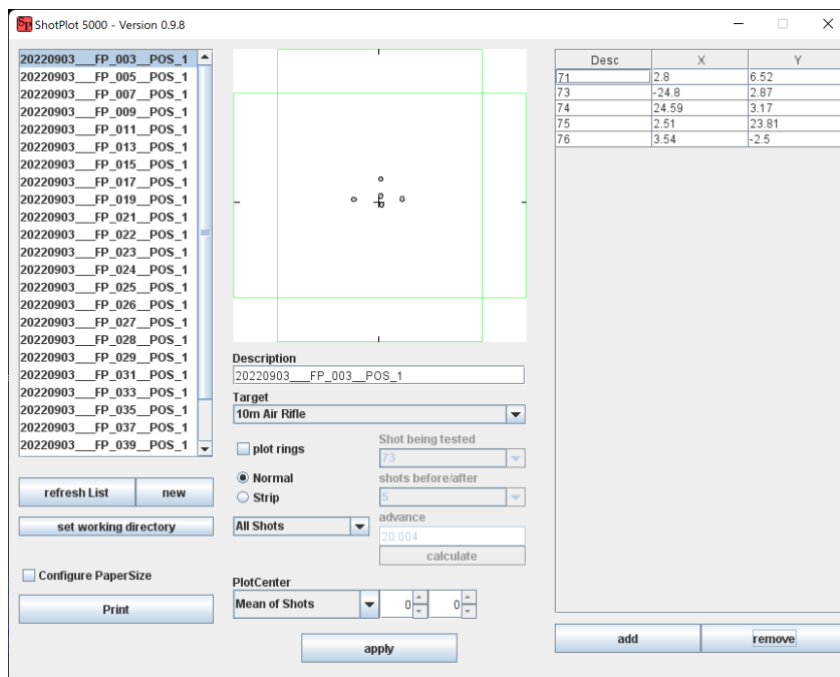 ShotPlot 5000 - Version 0.9.8
20220903___FP_003__POS_1
20220903___FP_005__POS_1
20220903___FP_007__POS_1
20220903___FP_009__POS_1
20220903___FP_011__POS_1
20220903___FP_013__POS_1
20220903___FP_015__POS_1
20220903___FP_017__POS_1
20220903___FP_019__POS_1
20220903___FP_021__POS_1
20220903___FP_022__POS_1
20220903___FP_023__POS_1
20220903___FP_024__POS_1
20220903___FP_025__POS_1
20220903___FP_026__POS_1
20220903___FP_027__POS_1
20220903___FP_028__POS_1
20220903___FP_029__POS_1
20220903___FP_031__POS_1
20220903___FP_033__POS_1
20220903___FP_035__POS_1
20220903___FP_037__POS_1
20220903___FP_039__POS_1
refresh List new
set working directory
Configure PaperSize
Print
Description
20220903___FP_003__POS_1
Target
10m Air Rifle
plot rings
Normal
Strip
All Shots
Shot being tested
73
shots before/after
5
advance
20.004
calculate
PlotCenter
Mean of Shots 0 0
apply
Desc X Y
71 2.8 6.52
73 -24.8 2.87
74 24.59 3.17
75 2.51 23.81
76 3.54 -2.5
add remove